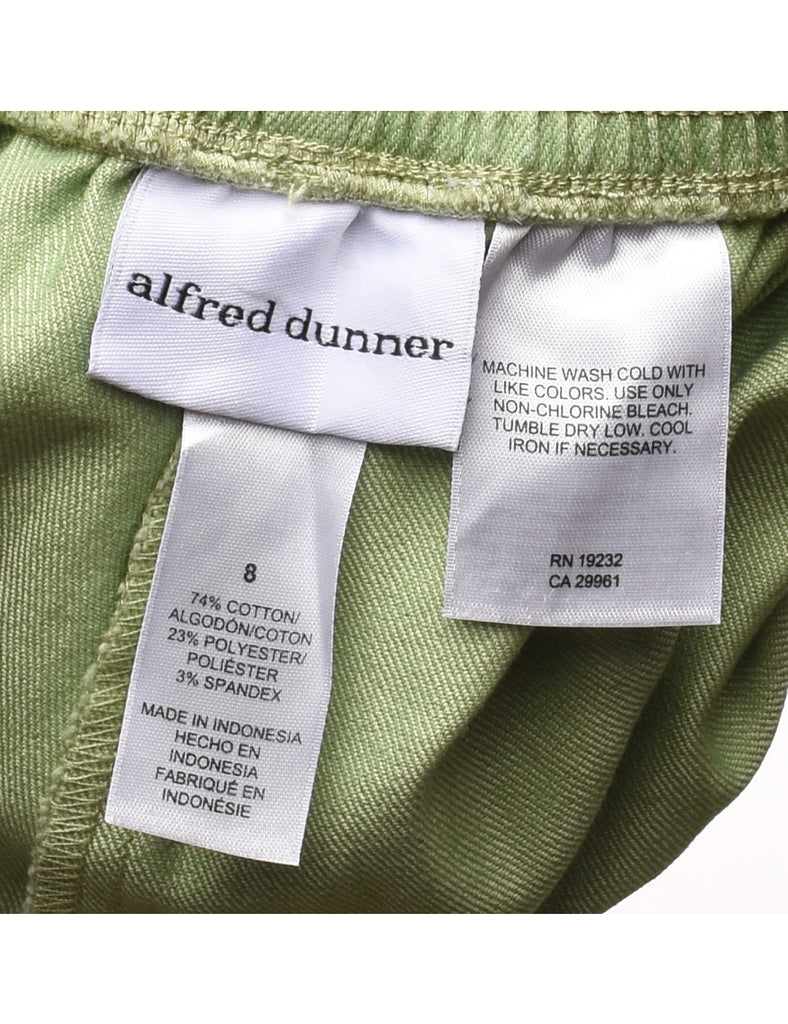 alfred dunner
8
74% COTTON/
ALGODÓN/COTON
23% POLYESTER/
POLIÉSTER
3% SPANDEX
MADE IN INDONESIA
HECHO EN
INDONESIA
FABRIQUÉ EN
INDONÉSIE
MACHINE WASH COLD WITH
LIKE COLORS. USE ONLY
NON-CHLORINE BLEACH.
TUMBLE DRY LOW. COOL
IRON IF NECESSARY.
RN 19232
CA 29961